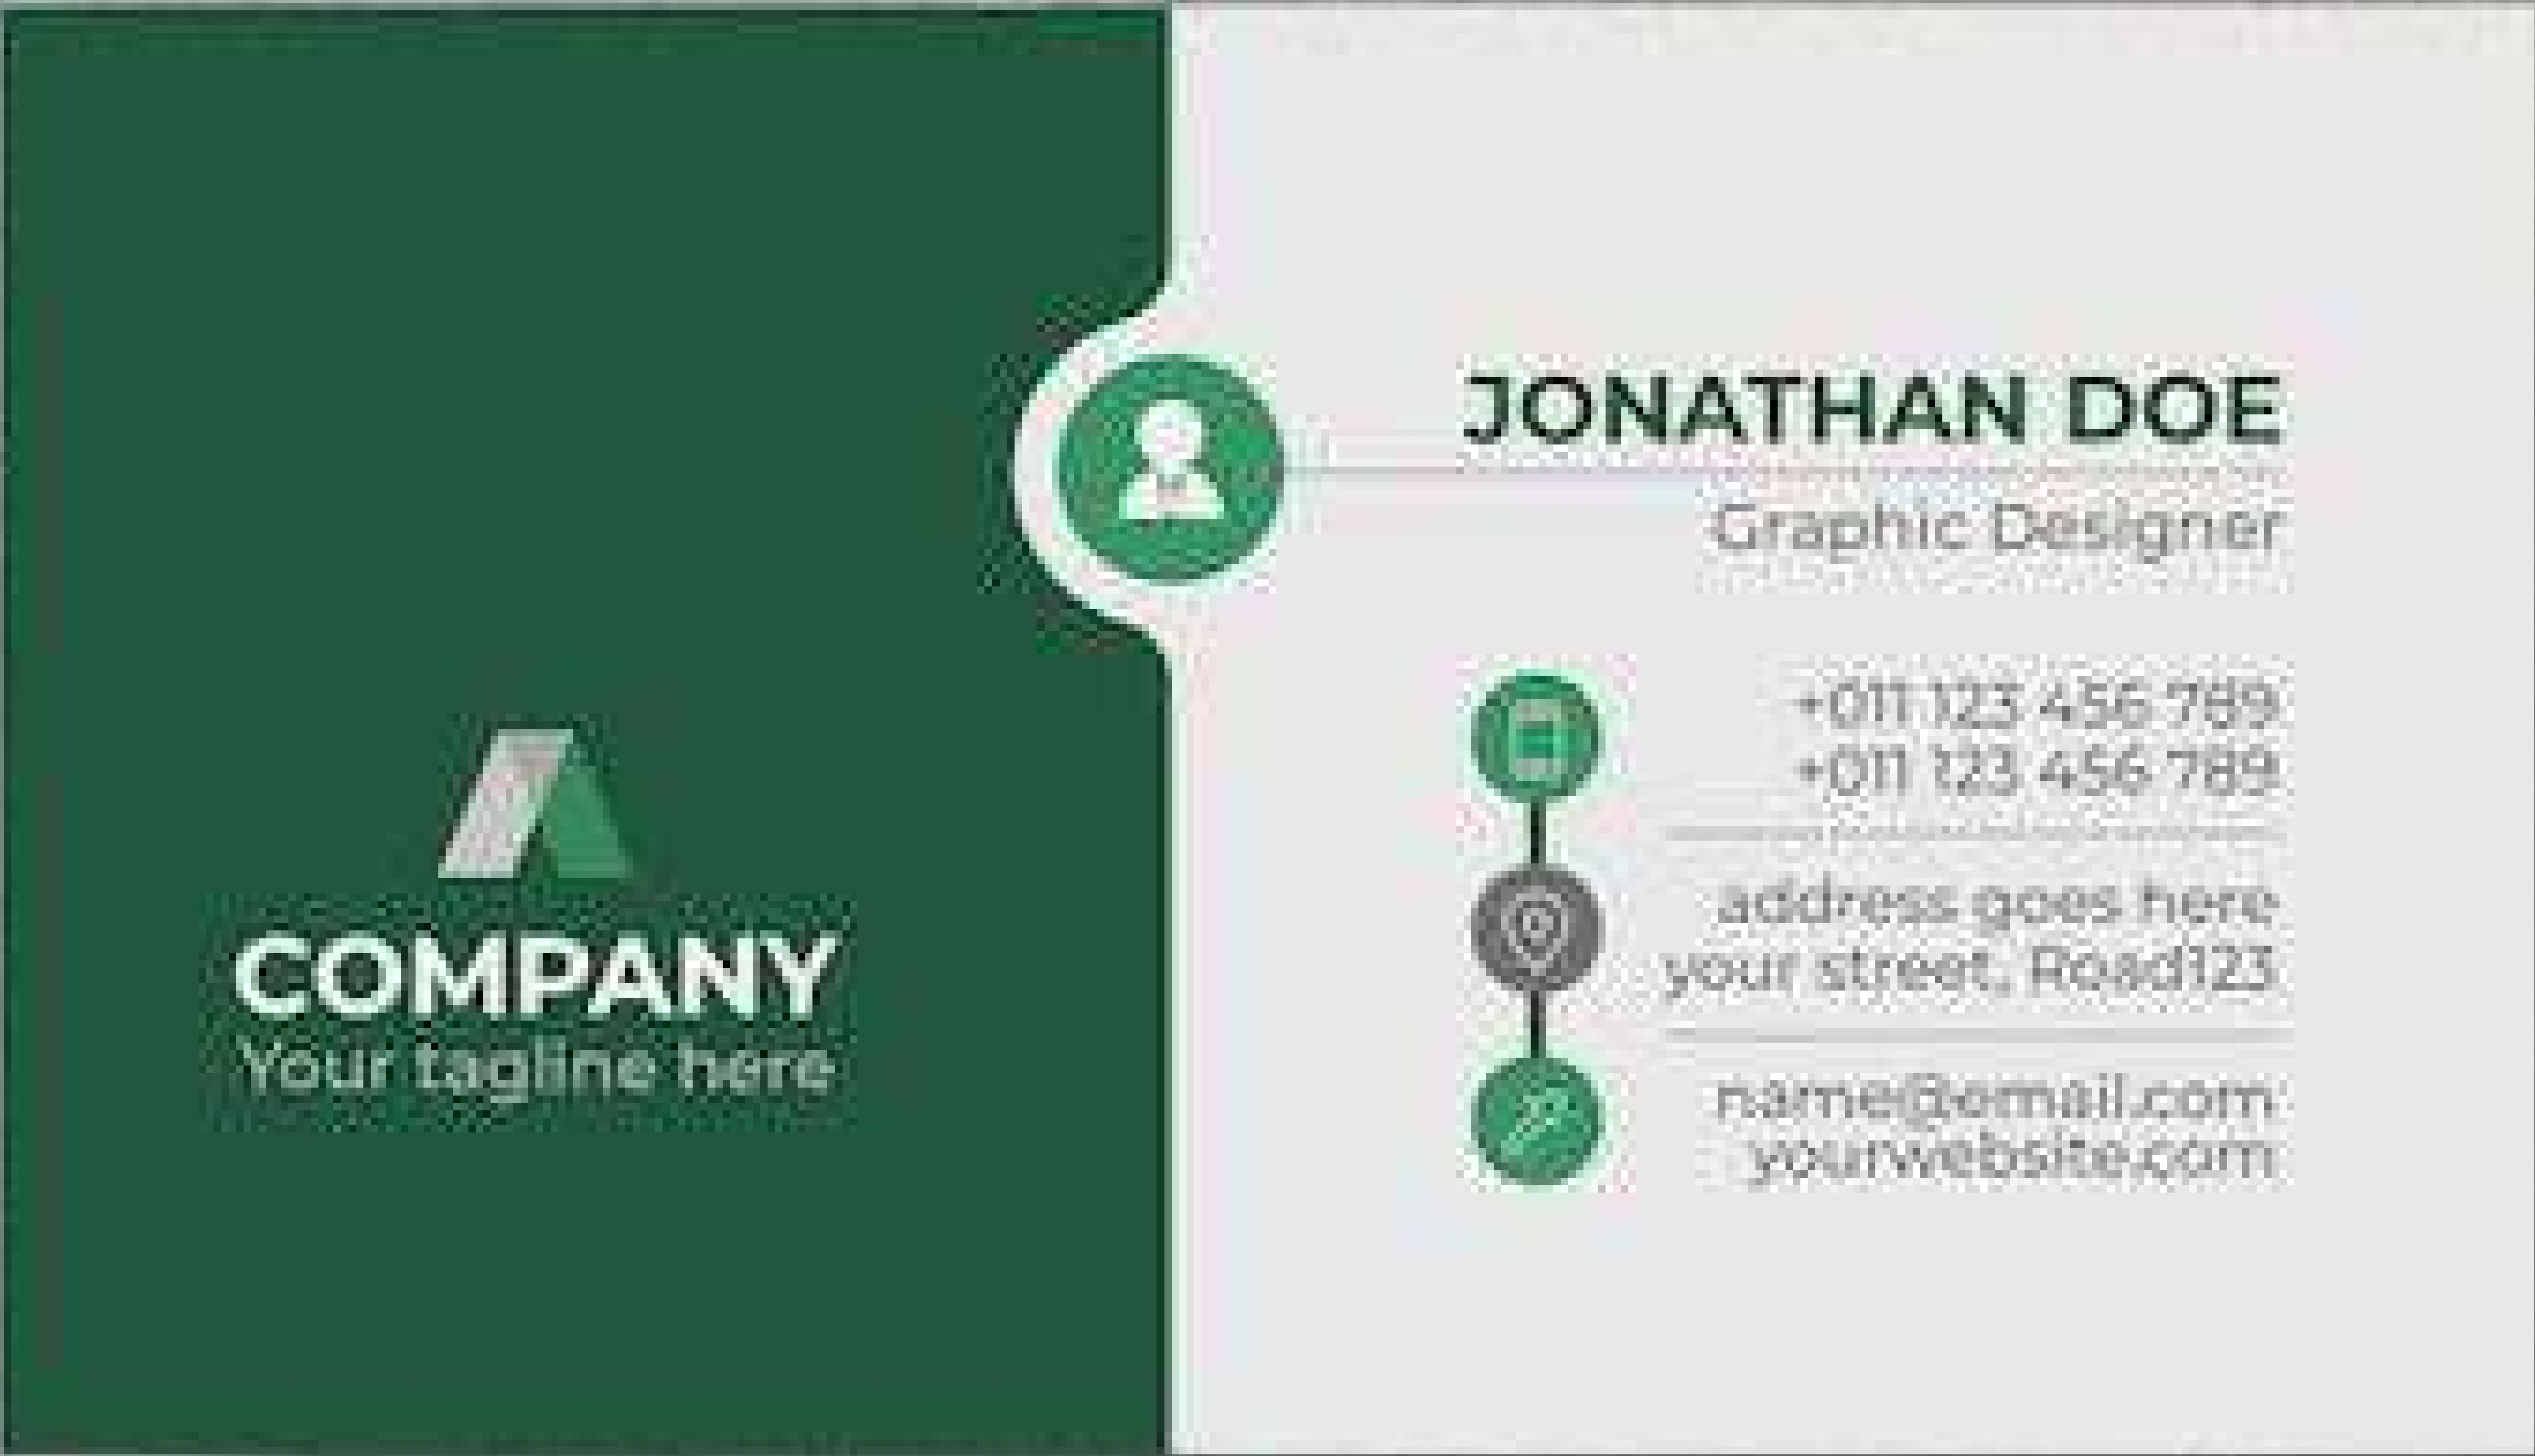 COMPANY
Your tagline here
JONATHAN DOE
Graphic Designer
+011 123 456 789
+011 123 456 789
address goes here
your street, Road123
name@email.com
yourwebsite.com